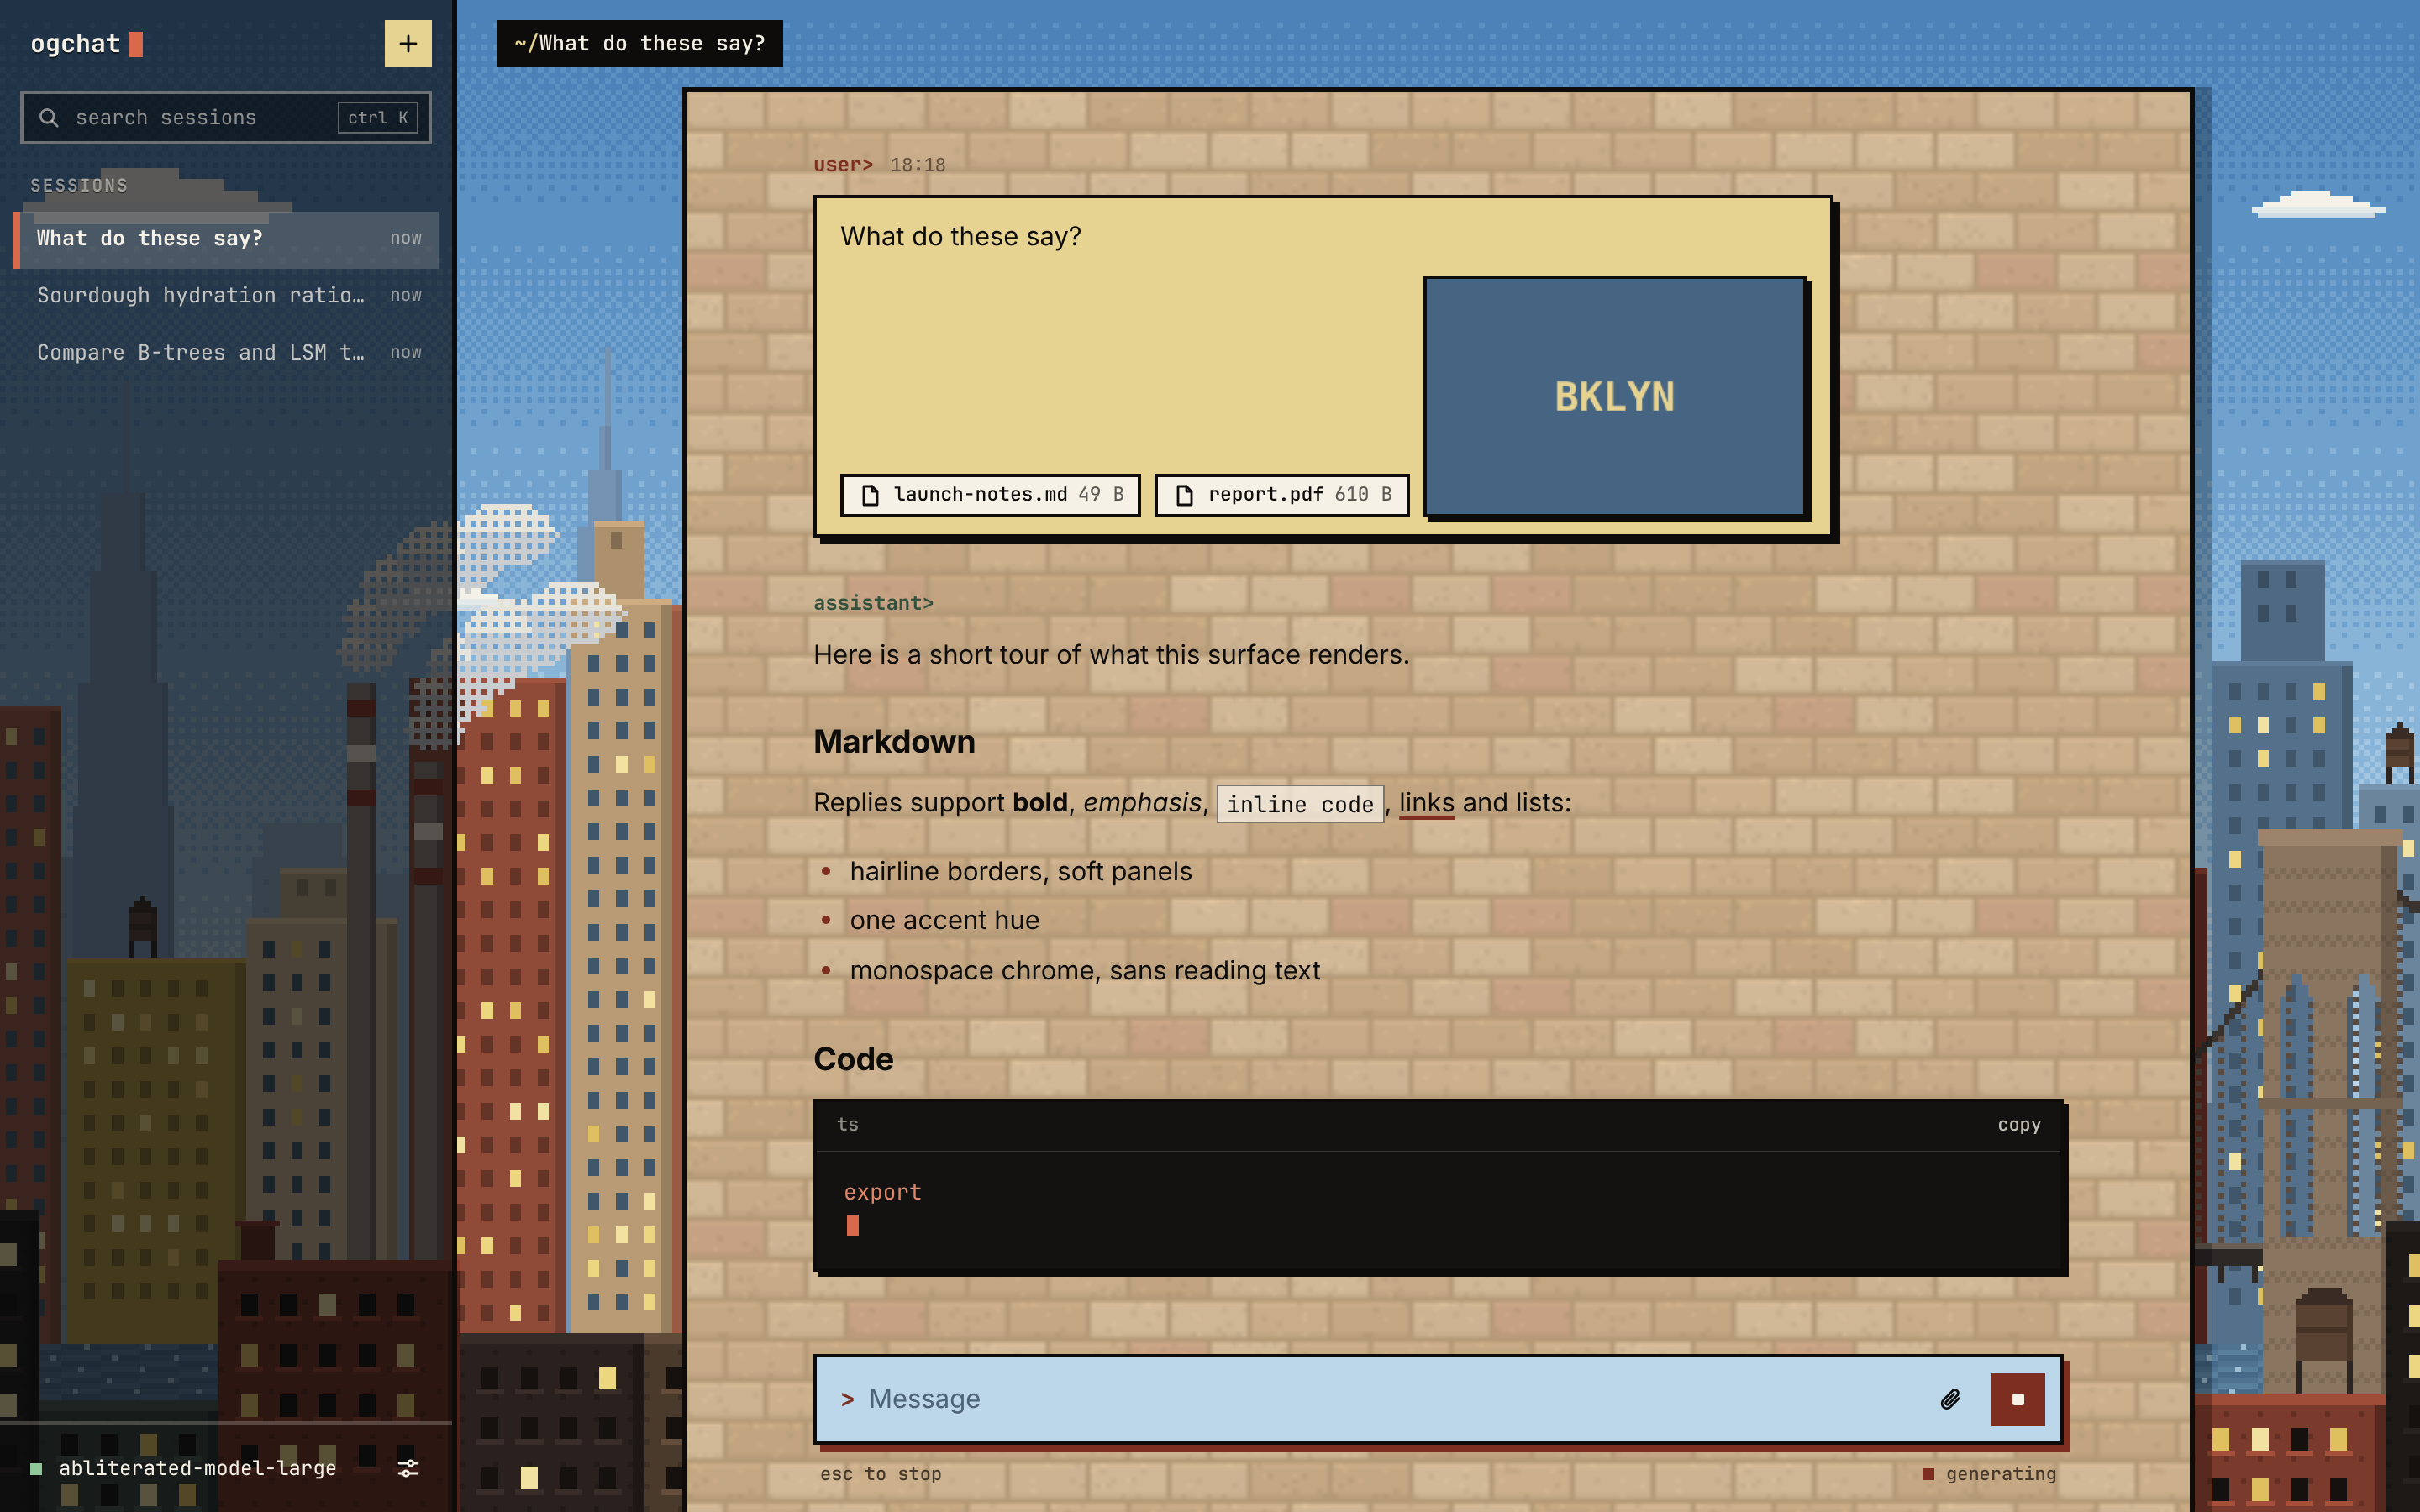 ogchat
+
search sessions ctrl K
SESSIONS
What do these say? now
Sourdough hydration ratio… now
Compare B-trees and LSM t… now
abliterated-model-large
~/What do these say?
user> 18:18
What do these say?
launch-notes.md 49 B
report.pdf 610 B
BKLYN
assistant>
Here is a short tour of what this surface renders.
Markdown
Replies support bold, emphasis, inline code, links and lists:
• hairline borders, soft panels
• one accent hue
• monospace chrome, sans reading text
Code
ts copy
export
> Message
esc to stop generating